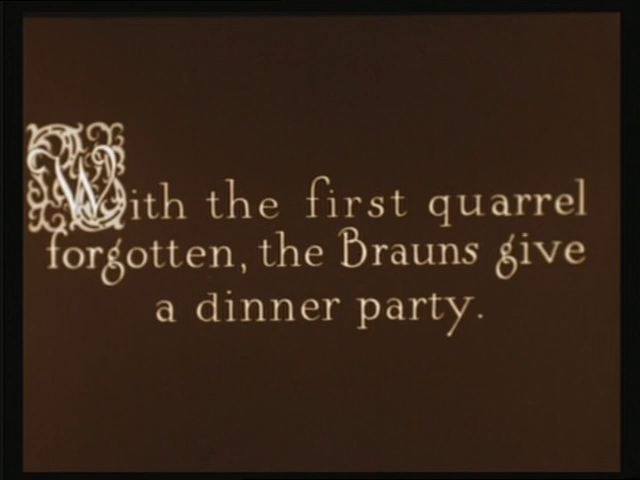 With the first quarrel
forgotten, the Brauns give
a dinner party.